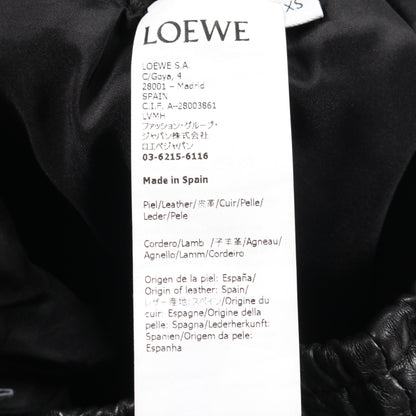 XS
LOEWE
LOEWE S.A.
C/Goya, 4
28001 – Madrid
SPAIN
C.I.F. A-28003861
LVMH
ファッション・グループ・
ジャパン株式会社
ロエベジャパン
03-6215-6116
Made in Spain
Piel/Leather/皮革/Cuir/Pelle/
Leder/Pele
Cordero/Lamb /子羊革/Agneau/
Agnello/Lamm/Cordeiro
Origen de la piel: España/
Origin of leather: Spain/
レザー産地: スペイン/Origine du
cuir: Espagne/Origine della
pelle: Spagna/Lederherkunft:
Spanien/Origem da pele:
Espanha